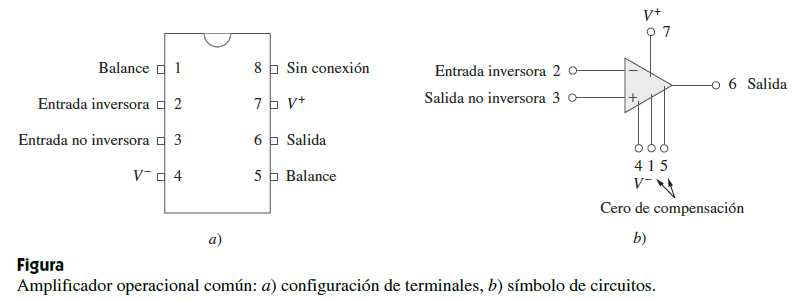 Balance 1
Entrada inversora 2
Entrada no inversora 3
V− 4
8 Sin conexión
7 V+
6 Salida
5 Balance
a)
V+
7
Entrada inversora 2
Salida no inversora 3
−
+
6 Salida
4 1 5
V−
Cero de compensación
b)
Figura
Amplificador operacional común: a) configuración de terminales, b) símbolo de circuitos.